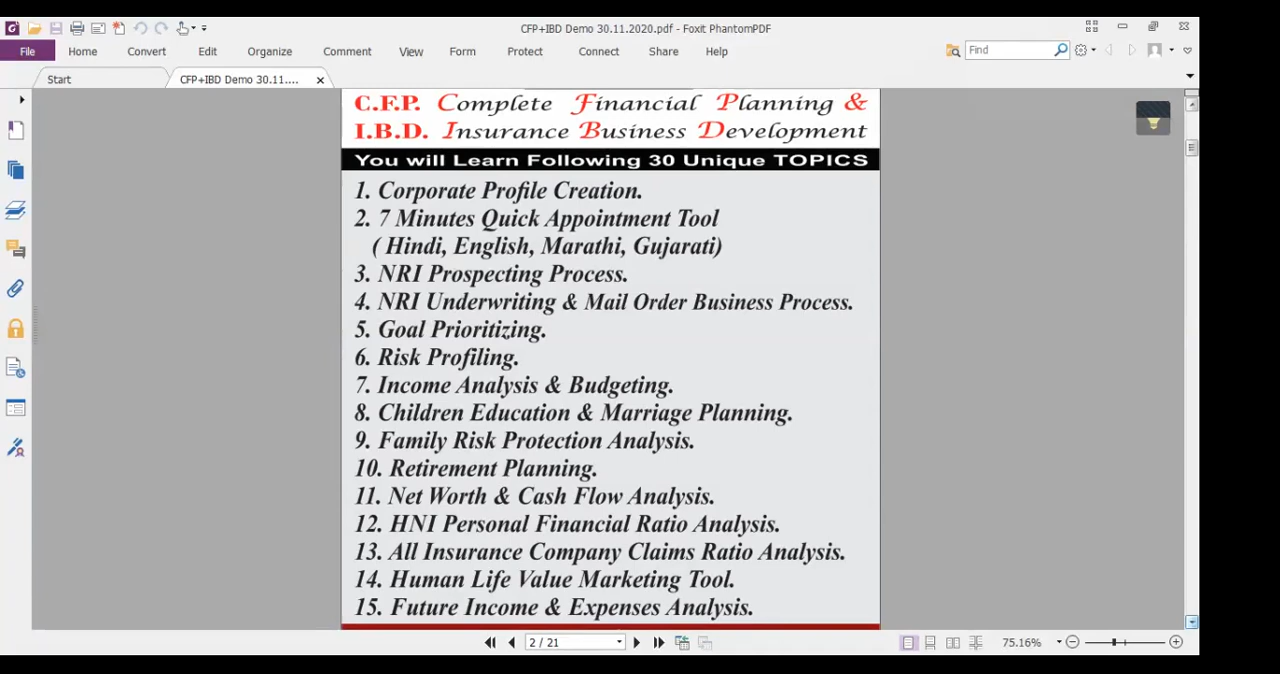 CFP+IBD Demo 30.11.2020.pdf - Foxit PhantomPDF
File Home Convert Edit Organize Comment View Form Protect Connect Share Help Find
Start CFP+IBD Demo 30.11....
C.F.P. Complete Financial Planning &
I.B.D. Insurance Business Development
You will Learn Following 30 Unique TOPICS
1. Corporate Profile Creation.
2. 7 Minutes Quick Appointment Tool
( Hindi, English, Marathi, Gujarati)
3. NRI Prospecting Process.
4. NRI Underwriting & Mail Order Business Process.
5. Goal Prioritizing.
6. Risk Profiling.
7. Income Analysis & Budgeting.
8. Children Education & Marriage Planning.
9. Family Risk Protection Analysis.
10. Retirement Planning.
11. Net Worth & Cash Flow Analysis.
12. HNI Personal Financial Ratio Analysis.
13. All Insurance Company Claims Ratio Analysis.
14. Human Life Value Marketing Tool.
15. Future Income & Expenses Analysis.
2 / 21 75.16%